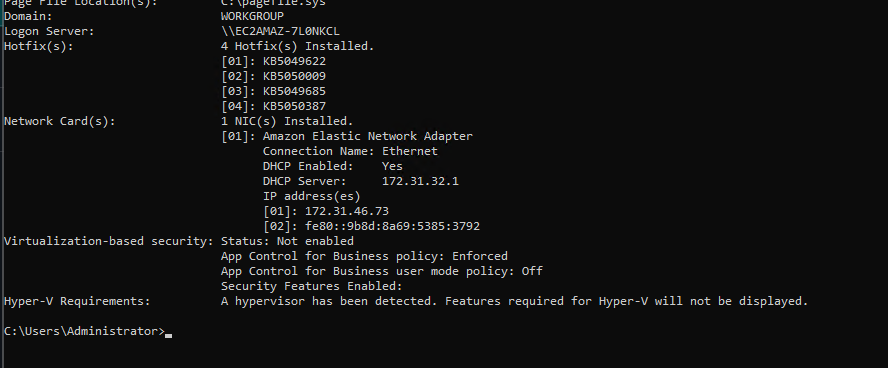 Page File Location(s): C:\pagefile.sys
Domain: WORKGROUP
Logon Server: \\EC2AMAZ-7L0NKCL
Hotfix(s): 4 Hotfix(s) Installed.
[01]: KB5049622
[02]: KB5050009
[03]: KB5049685
[04]: KB5050387
Network Card(s): 1 NIC(s) Installed.
[01]: Amazon Elastic Network Adapter
Connection Name: Ethernet
DHCP Enabled: Yes
DHCP Server: 172.31.32.1
IP address(es)
[01]: 172.31.46.73
[02]: fe80::9b8d:8a69:5385:3792
Virtualization-based security: Status: Not enabled
App Control for Business policy: Enforced
App Control for Business user mode policy: Off
Security Features Enabled:
Hyper-V Requirements: A hypervisor has been detected. Features required for Hyper-V will not be displayed.
C:\Users\Administrator>